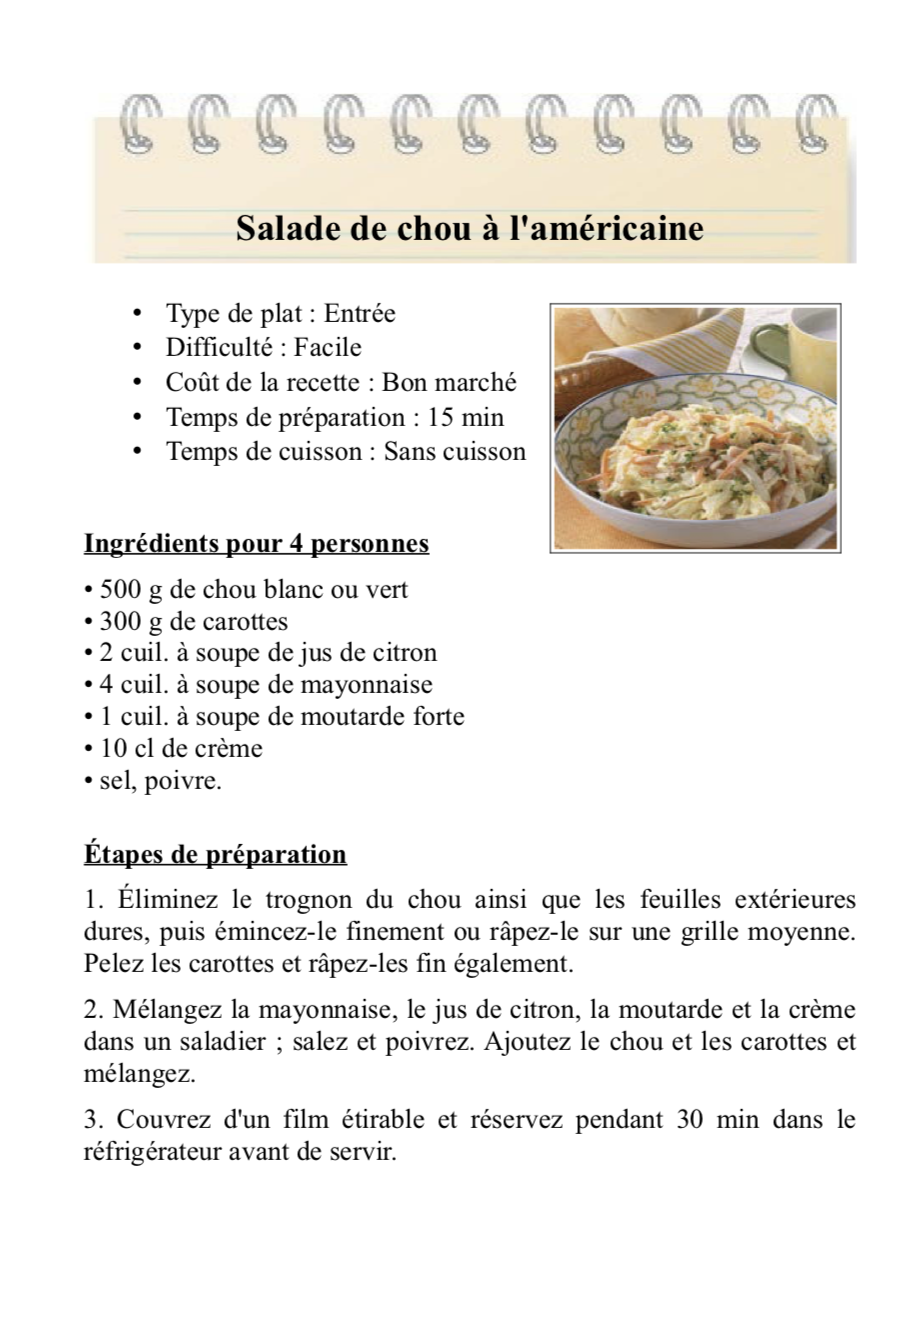 Salade de chou à l'américaine
• Type de plat : Entrée
• Difficulté : Facile
• Coût de la recette : Bon marché
• Temps de préparation : 15 min
• Temps de cuisson : Sans cuisson
Ingrédients pour 4 personnes
• 500 g de chou blanc ou vert
• 300 g de carottes
• 2 cuil. à soupe de jus de citron
• 4 cuil. à soupe de mayonnaise
• 1 cuil. à soupe de moutarde forte
• 10 cl de crème
• sel, poivre.
Étapes de préparation
1. Éliminez le trognon du chou ainsi que les feuilles extérieures
dures, puis émincez-le finement ou râpez-le sur une grille moyenne.
Pelez les carottes et râpez-les fin également.
2. Mélangez la mayonnaise, le jus de citron, la moutarde et la crème
dans un saladier ; salez et poivrez. Ajoutez le chou et les carottes et
mélangez.
3. Couvrez d'un film étirable et réservez pendant 30 min dans le
réfrigérateur avant de servir.